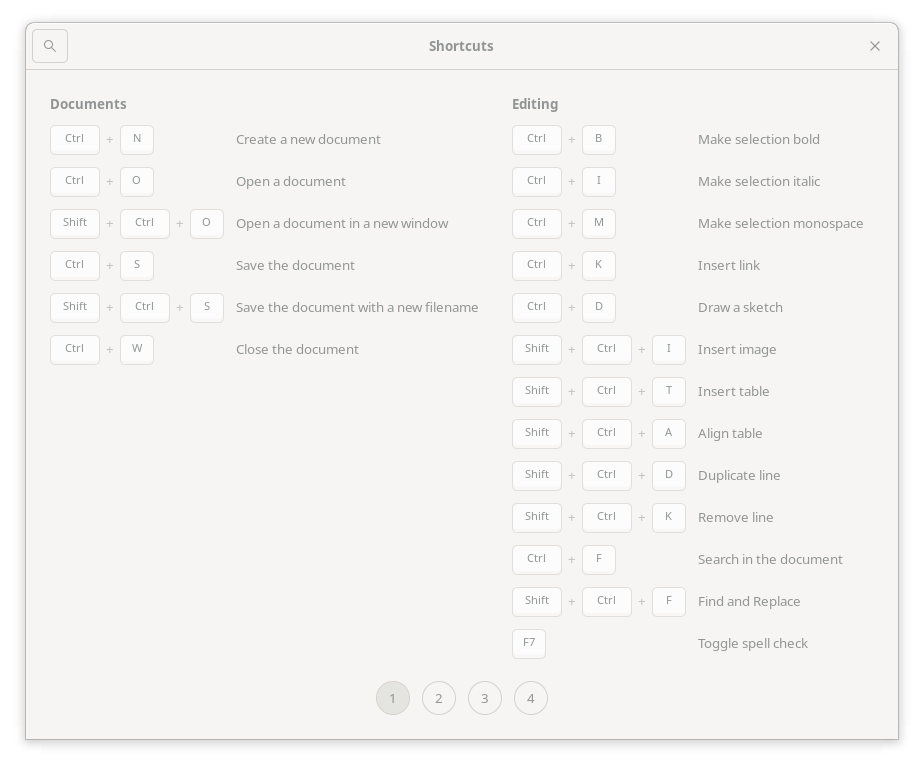 Shortcuts
Documents
Ctrl + N Create a new document
Ctrl + O Open a document
Shift + Ctrl + O Open a document in a new window
Ctrl + S Save the document
Shift + Ctrl + S Save the document with a new filename
Ctrl + W Close the document
Editing
Ctrl + B Make selection bold
Ctrl + I Make selection italic
Ctrl + M Make selection monospace
Ctrl + K Insert link
Ctrl + D Draw a sketch
Shift + Ctrl + I Insert image
Shift + Ctrl + T Insert table
Shift + Ctrl + A Align table
Shift + Ctrl + D Duplicate line
Shift + Ctrl + K Remove line
Ctrl + F Search in the document
Shift + Ctrl + F Find and Replace
F7 Toggle spell check
1 2 3 4